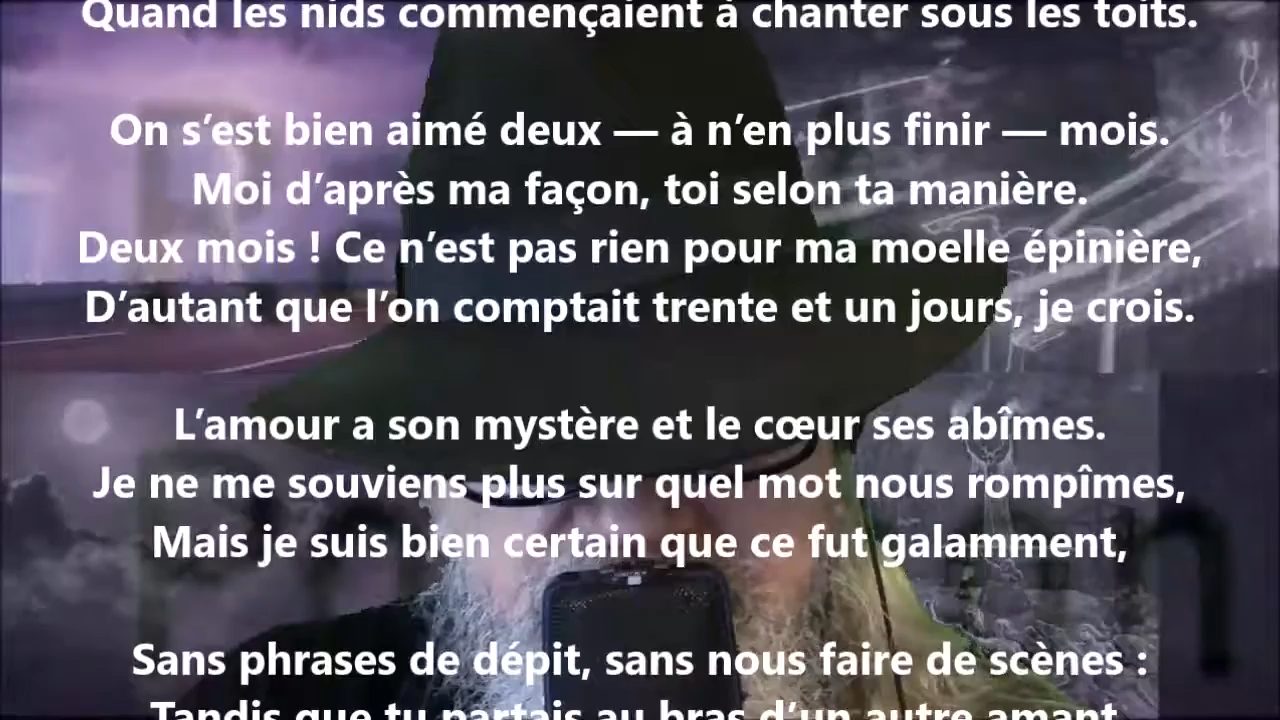 Quand les nids commençaient à chanter sous les toits.
On s’est bien aimé deux — à n’en plus finir — mois.
Moi d’après ma façon, toi selon ta manière.
Deux mois ! Ce n’est pas rien pour ma moelle épinière,
D’autant que l’on comptait trente et un jours, je crois.
L’amour a son mystère et le cœur ses abîmes.
Je ne me souviens plus sur quel mot nous rompîmes,
Mais je suis bien certain que ce fut galamment,
Sans phrases de dépit, sans nous faire de scènes :
Tandis que tu partais au bras d’un autre amant